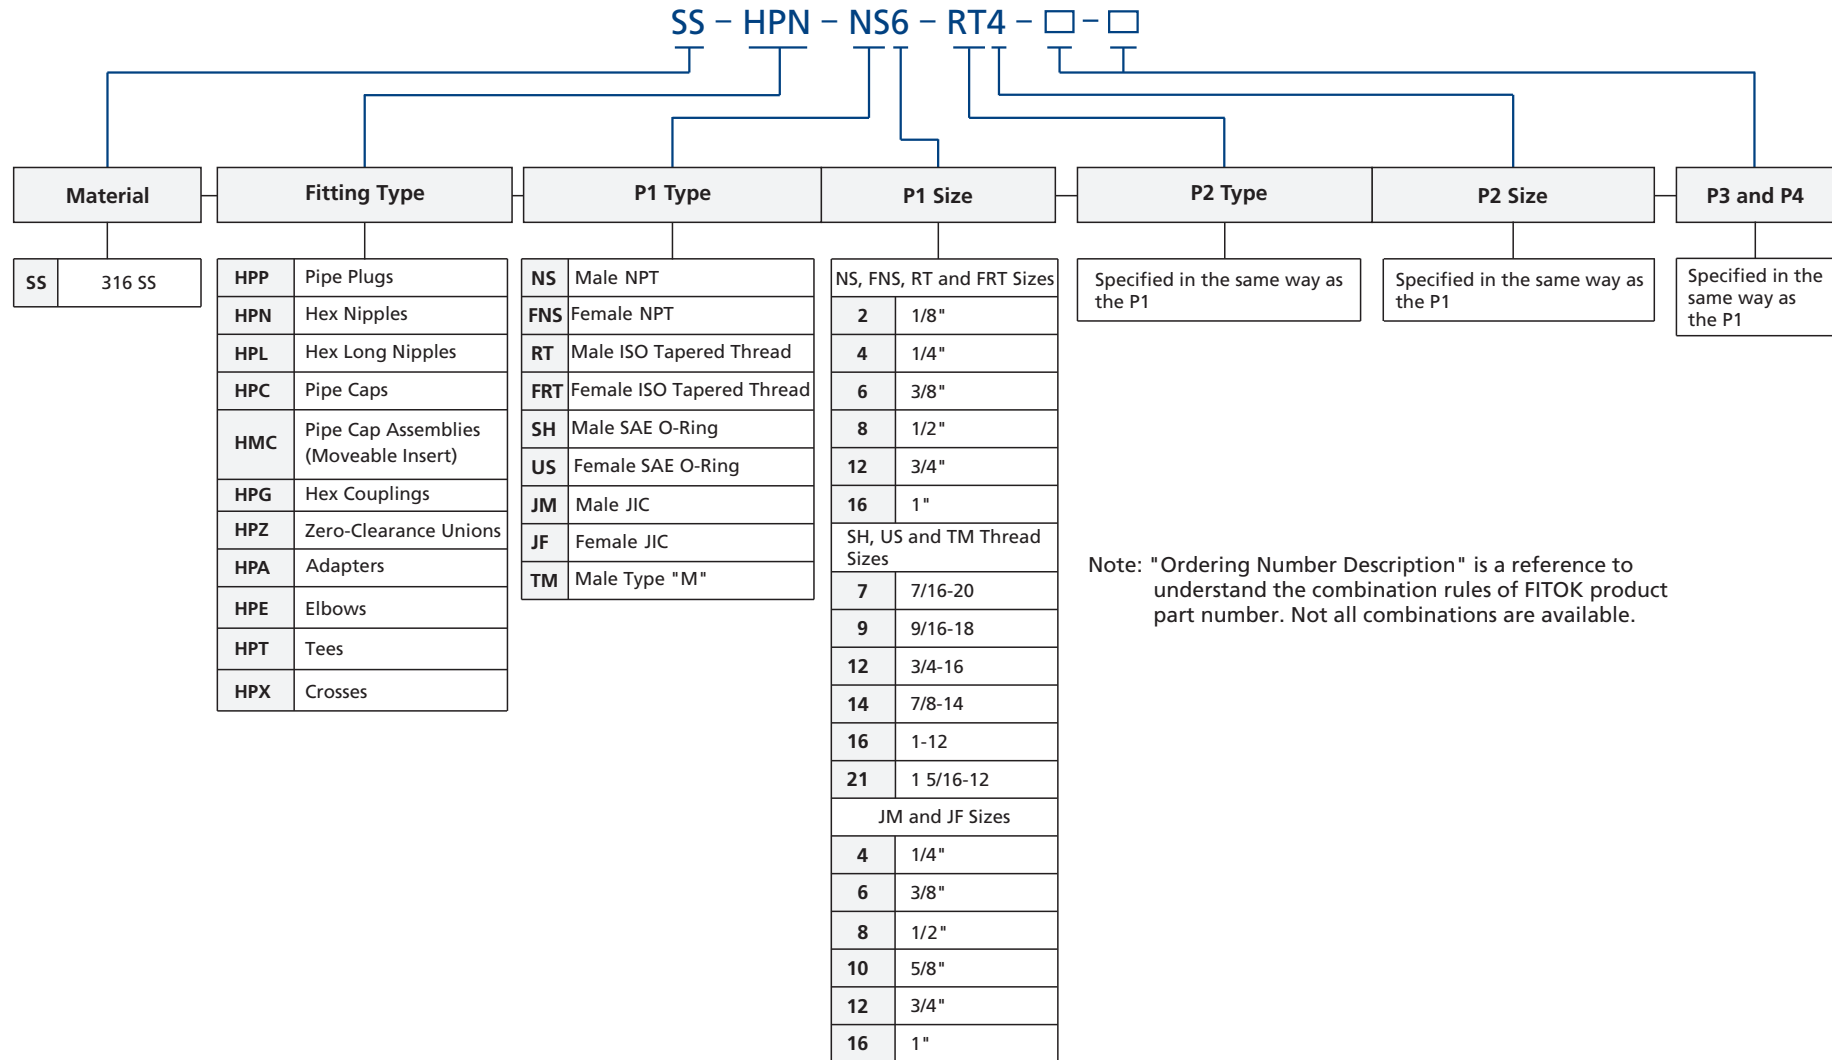 SS – HPN – NS6 – RT4 – □ – □
Material
Fitting Type
P1 Type
P1 Size
P2 Type
P2 Size
P3 and P4
SS 316 SS
HPP Pipe Plugs
HPN Hex Nipples
HPL Hex Long Nipples
HPC Pipe Caps
HMC Pipe Cap Assemblies
(Moveable Insert)
HPG Hex Couplings
HPZ Zero-Clearance Unions
HPA Adapters
HPE Elbows
HPT Tees
HPX Crosses
NS Male NPT
FNS Female NPT
RT Male ISO Tapered Thread
FRT Female ISO Tapered Thread
SH Male SAE O-Ring
US Female SAE O-Ring
JM Male JIC
JF Female JIC
TM Male Type "M"
NS, FNS, RT and FRT Sizes
2 1/8"
4 1/4"
6 3/8"
8 1/2"
12 3/4"
16 1"
SH, US and TM Thread
Sizes
7 7/16-20
9 9/16-18
12 3/4-16
14 7/8-14
16 1-12
21 1 5/16-12
JM and JF Sizes
4 1/4"
6 3/8"
8 1/2"
10 5/8"
12 3/4"
16 1"
Specified in the same way as
the P1
Specified in the same way as
the P1
Specified in the
same way as
the P1
Note: "Ordering Number Description" is a reference to
understand the combination rules of FITOK product
part number. Not all combinations are available.